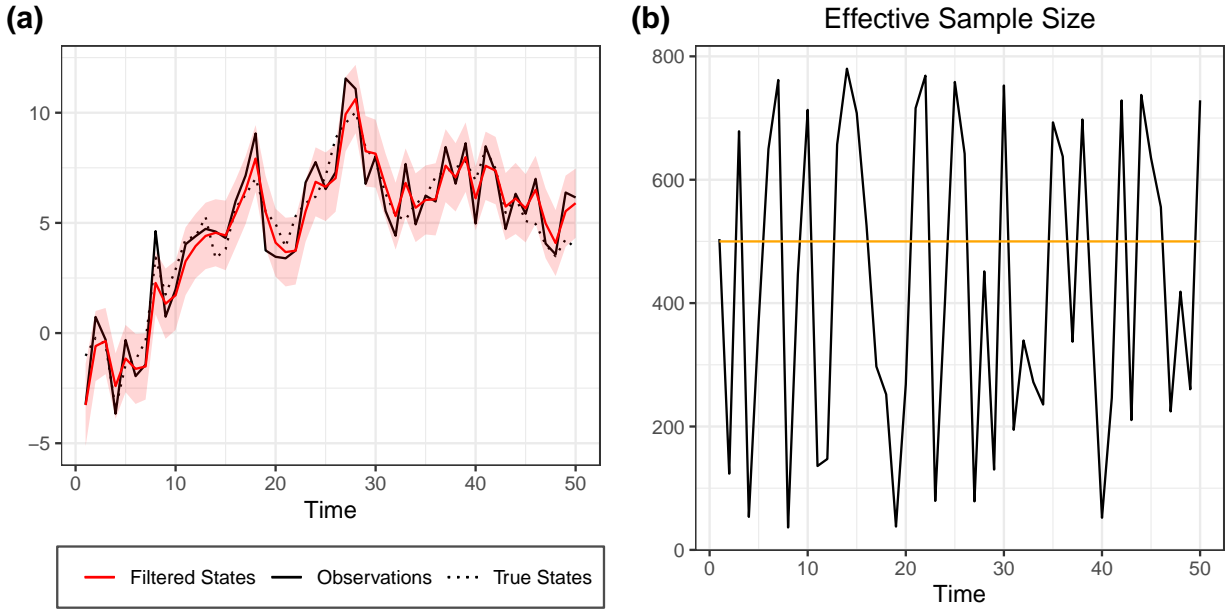 (a)
10
5
0
−5
0
10
20
30
40
50
Time
Filtered States
Observations
True States
(b)
Effective Sample Size
800
600
400
200
0
0
10
20
30
40
50
Time